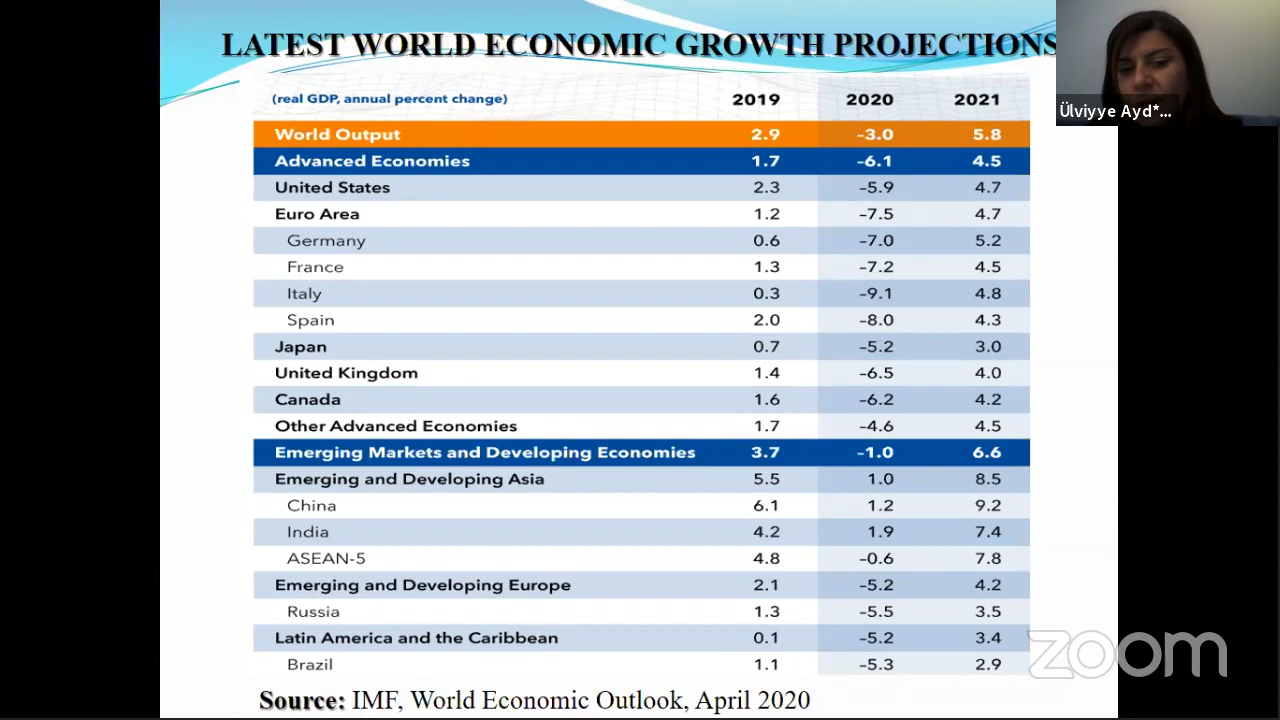 LATEST WORLD ECONOMIC GROWTH PROJECTIONS
Ülviyye Ayd*...
(real GDP, annual percent change) 2019 2020 2021
World Output 2.9 –3.0 5.8
Advanced Economies 1.7 –6.1 4.5
United States 2.3 –5.9 4.7
Euro Area 1.2 –7.5 4.7
Germany 0.6 –7.0 5.2
France 1.3 –7.2 4.5
Italy 0.3 –9.1 4.8
Spain 2.0 –8.0 4.3
Japan 0.7 –5.2 3.0
United Kingdom 1.4 –6.5 4.0
Canada 1.6 –6.2 4.2
Other Advanced Economies 1.7 –4.6 4.5
Emerging Markets and Developing Economies 3.7 –1.0 6.6
Emerging and Developing Asia 5.5 1.0 8.5
China 6.1 1.2 9.2
India 4.2 1.9 7.4
ASEAN-5 4.8 –0.6 7.8
Emerging and Developing Europe 2.1 –5.2 4.2
Russia 1.3 –5.5 3.5
Latin America and the Caribbean 0.1 –5.2 3.4
Brazil 1.1 –5.3 2.9
zoom
Source: IMF, World Economic Outlook, April 2020